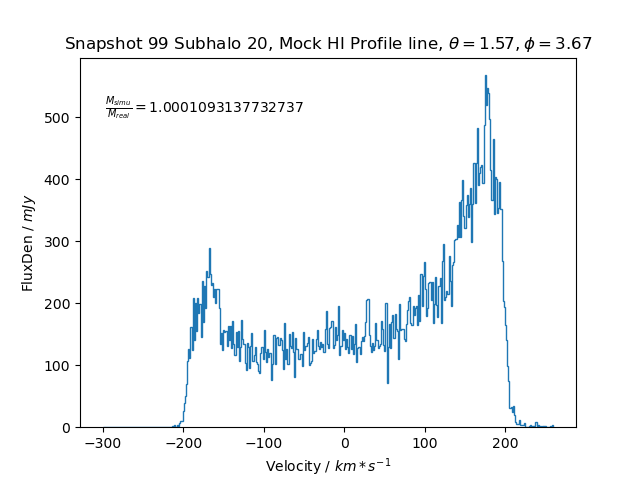 Snapshot 99 Subhalo 20, Mock HI Profile line, θ = 1.57, ϕ = 3.67
M_simu/M_real = 1.0001093137732737
FluxDen / mJy
500
400
300
200
100
0
−300 −200 −100 0 100 200
Velocity / km * s⁻¹